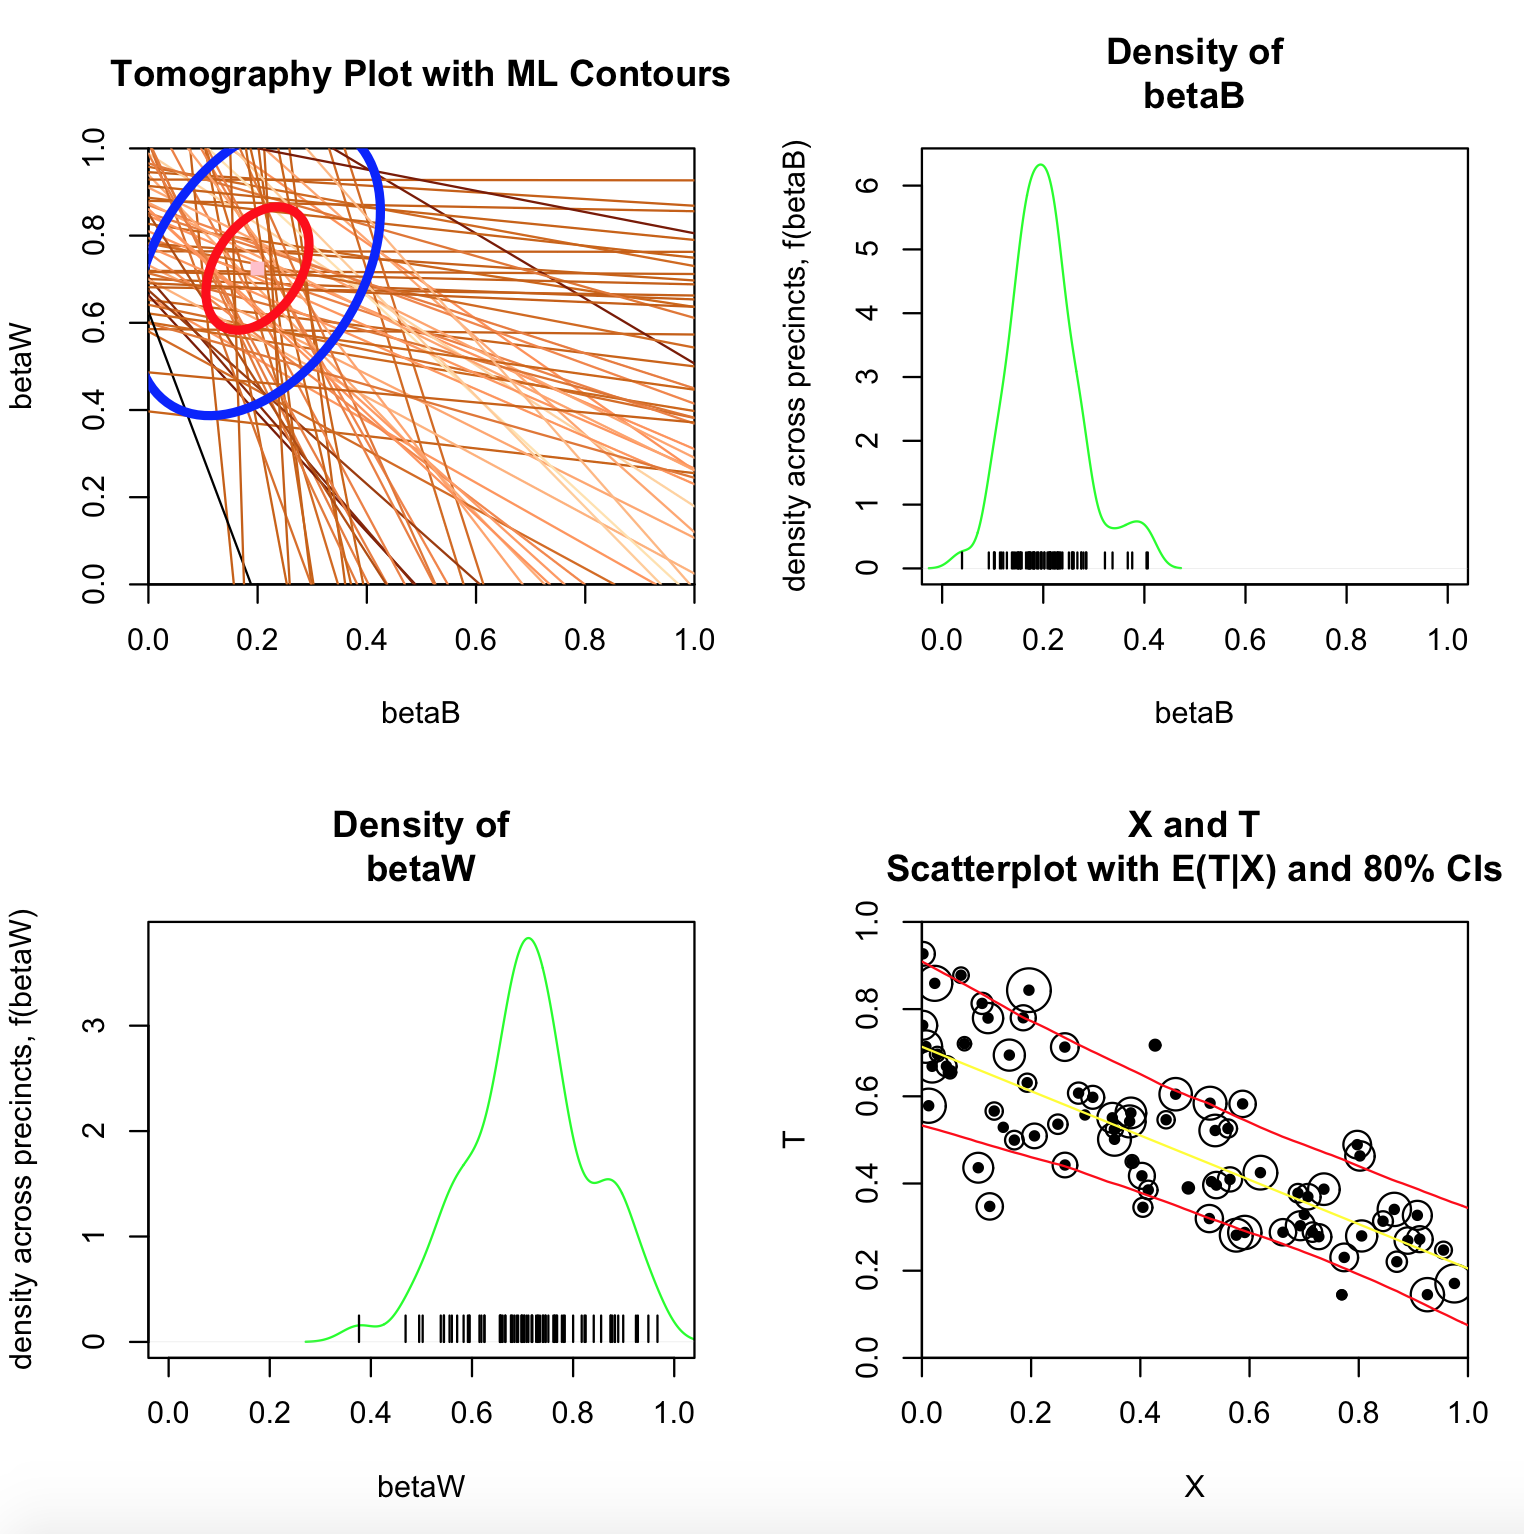 Tomography Plot with ML Contours
betaW
0.0 0.2 0.4 0.6 0.8 1.0
0.0 0.2 0.4 0.6 0.8 1.0
betaB
Density of
betaB
density across precincts, f(betaB)
0 1 2 3 4 5 6
0.0 0.2 0.4 0.6 0.8 1.0
betaB
Density of
betaW
density across precincts, f(betaW)
0 1 2 3
0.0 0.2 0.4 0.6 0.8 1.0
betaW
X and T
Scatterplot with E(T|X) and 80% CIs
T
0.0 0.2 0.4 0.6 0.8 1.0
0.0 0.2 0.4 0.6 0.8 1.0
X